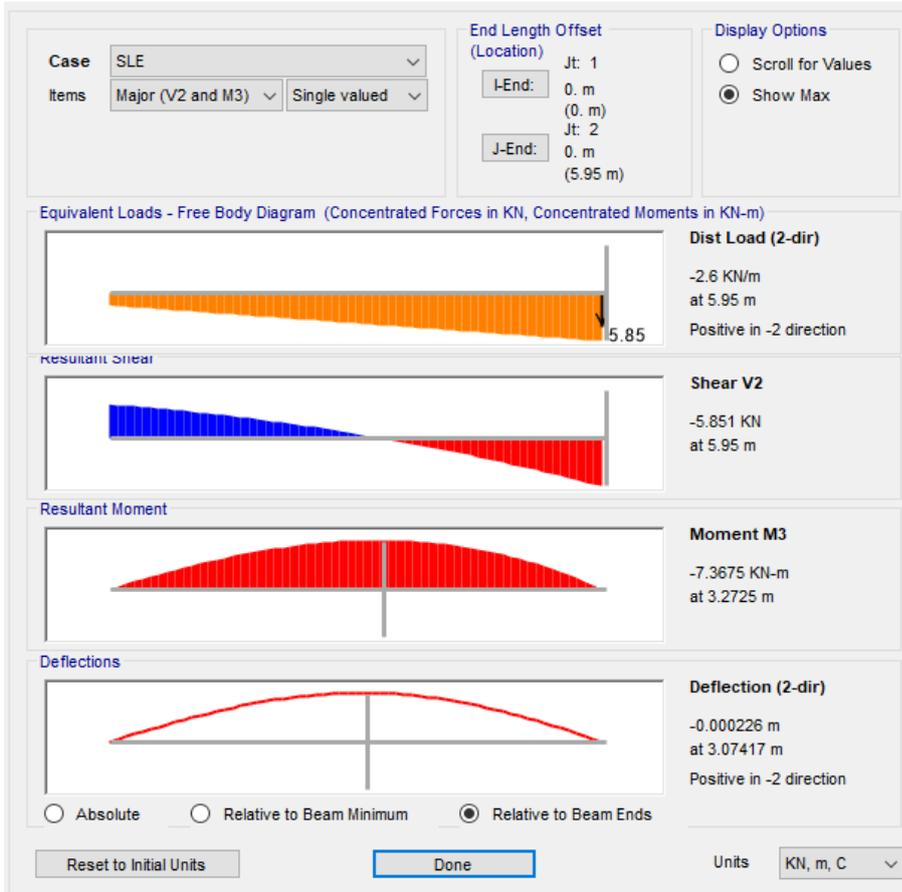 Case SLE
Items Major (V2 and M3) Single valued
End Length Offset
(Location)
Jt: 1
I-End: 0. m
(0. m)
Jt: 2
J-End: 0. m
(5.95 m)
Display Options
Scroll for Values
Show Max
Equivalent Loads - Free Body Diagram (Concentrated Forces in KN, Concentrated Moments in KN-m)
5.85
Dist Load (2-dir)
-2.6 KN/m
at 5.95 m
Positive in -2 direction
Resultant Shear
Shear V2
-5.851 KN
at 5.95 m
Resultant Moment
Moment M3
-7.3675 KN-m
at 3.2725 m
Deflections
Deflection (2-dir)
-0.000226 m
at 3.07417 m
Positive in -2 direction
Absolute Relative to Beam Minimum Relative to Beam Ends
Reset to Initial Units Done Units KN, m, C